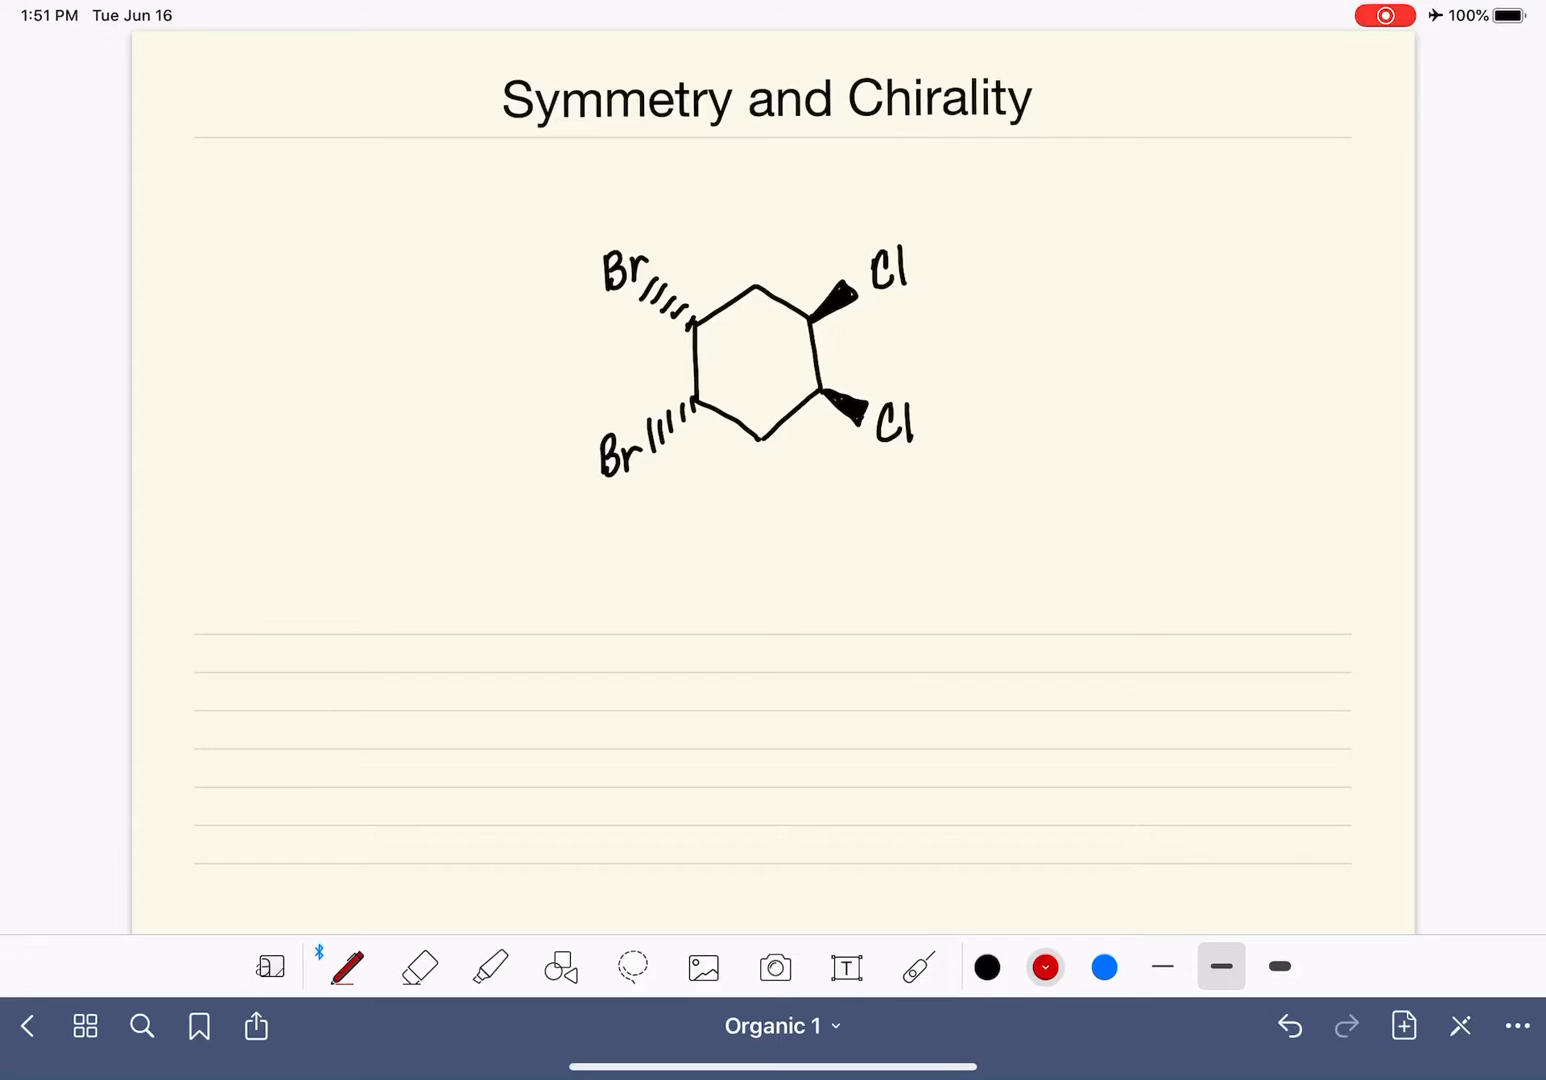 1:51 PM Tue Jun 16 100%
Symmetry and Chirality
Br Cl
Br Cl
T
Organic 1